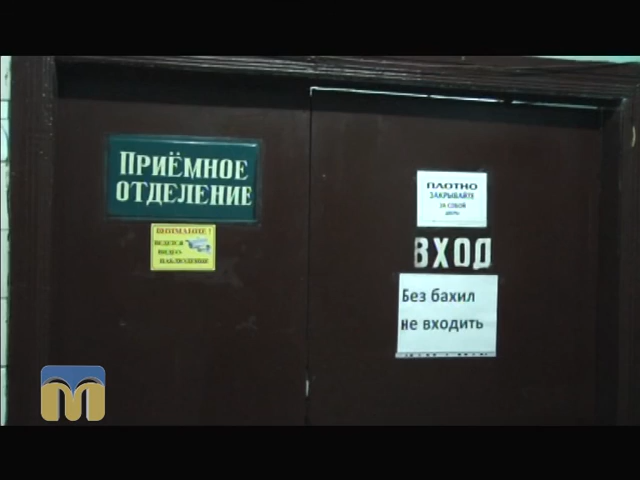 ПРИЁМНОЕ
ОТДЕЛЕНИЕ
ВНИМАНИЕ!
ВЕДЕТСЯ
ВИДЕО-
НАБЛЮДЕНИЕ
ПЛОТНО
ЗАКРЫВАЙТЕ
ЗА СОБОЙ
ДВЕРЬ
ВХОД
Без бахил
не входить
М